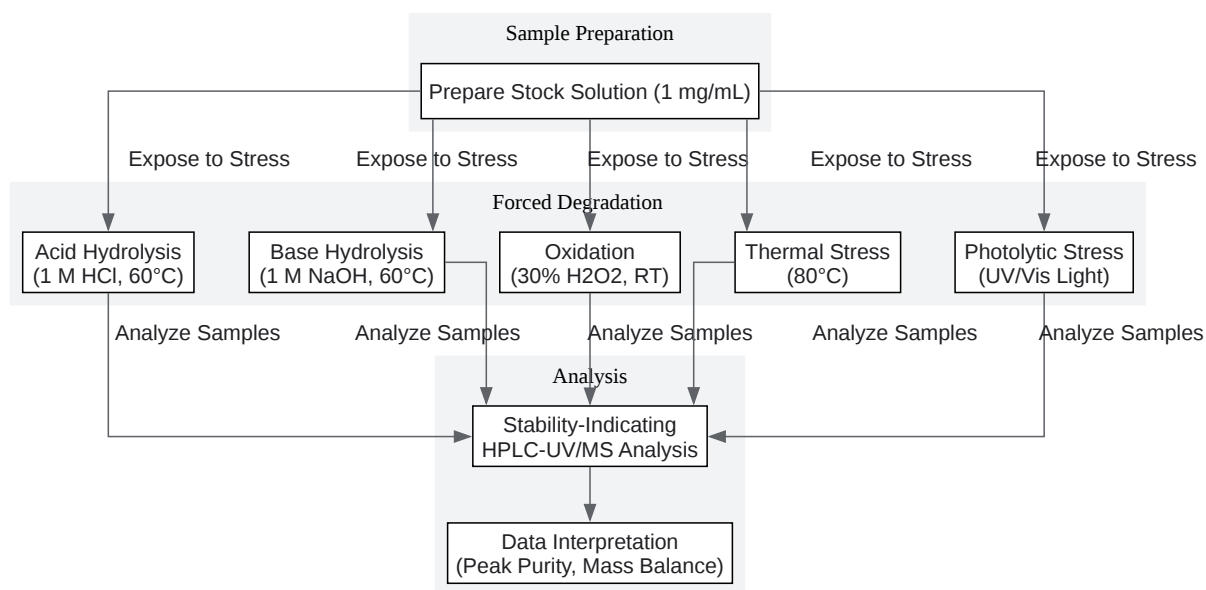 Sample Preparation
Prepare Stock Solution (1 mg/mL)
Expose to Stress
Expose to Stress
Expose to Stress
Expose to Stress
Expose to Stress
Forced Degradation
Acid Hydrolysis
(1 M HCl, 60°C)
Base Hydrolysis
(1 M NaOH, 60°C)
Oxidation
(30% H2O2, RT)
Thermal Stress
(80°C)
Photolytic Stress
(UV/Vis Light)
Analyze Samples
Analyze Samples
Analyze Samples
Analyze Samples
Analyze Samples
Analysis
Stability-Indicating
HPLC-UV/MS Analysis
Data Interpretation
(Peak Purity, Mass Balance)